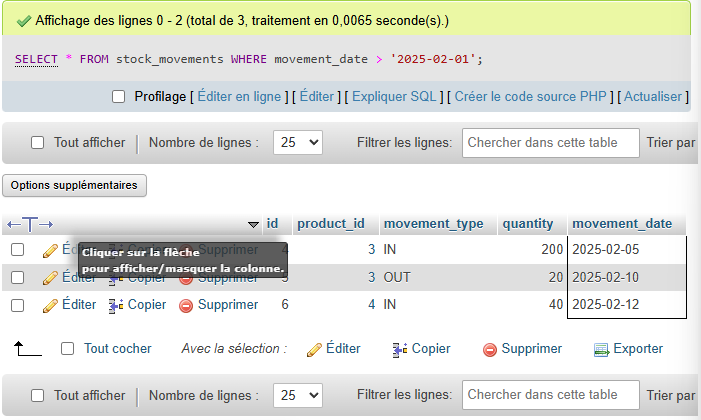 Affichage des lignes 0 - 2 (total de 3, traitement en 0,0065 seconde(s).)
SELECT * FROM stock_movements WHERE movement_date > '2025-02-01';
Profilage [ Éditer en ligne ] [ Éditer ] [ Expliquer SQL ] [ Créer le code source PHP ] [ Actualiser ]
Tout afficher Nombre de lignes : 25 Filtrer les lignes: Chercher dans cette table Trier par
Options supplémentaires
←T→ id product_id movement_type quantity movement_date
Éditer Copier Supprimer 4 3 IN 200 2025-02-05
Cliquer sur la flèche
pour afficher/masquer la colonne.
Éditer Copier Supprimer 5 3 OUT 20 2025-02-10
Éditer Copier Supprimer 6 4 IN 40 2025-02-12
Tout cocher Avec la sélection : Éditer Copier Supprimer Exporter
Tout afficher Nombre de lignes : 25 Filtrer les lignes: Chercher dans cette table Trier par